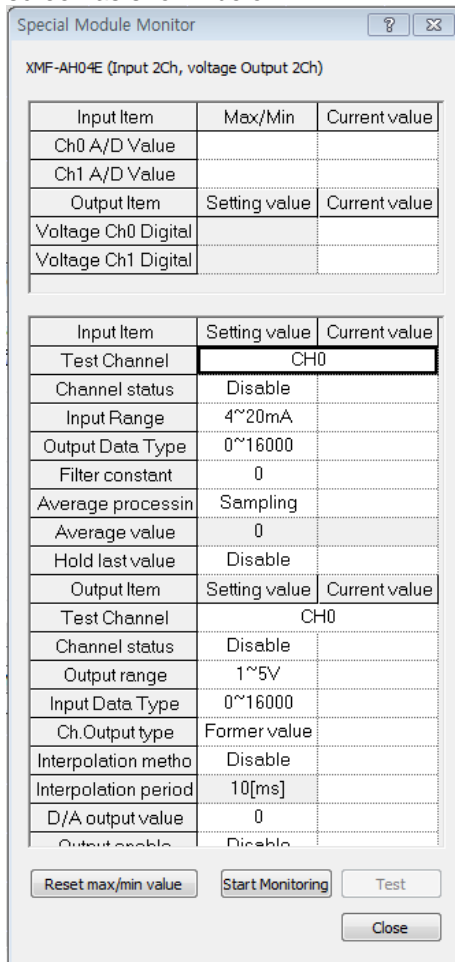 Special Module Monitor
XMF-AH04E (Input 2Ch, voltage Output 2Ch)
Input Item Max/Min Current value
Ch0 A/D Value
Ch1 A/D Value
Output Item Setting value Current value
Voltage Ch0 Digital
Voltage Ch1 Digital
Input Item Setting value Current value
Test Channel CH0
Channel status Disable
Input Range 4~20mA
Output Data Type 0~16000
Filter constant 0
Average processin Sampling
Average value 0
Hold last value Disable
Output Item Setting value Current value
Test Channel CH0
Channel status Disable
Output range 1~5V
Input Data Type 0~16000
Ch.Output type Former value
Interpolation metho Disable
Interpolation period 10[ms]
D/A output value 0
Output enable Disable
Reset max/min value Start Monitoring Test
Close